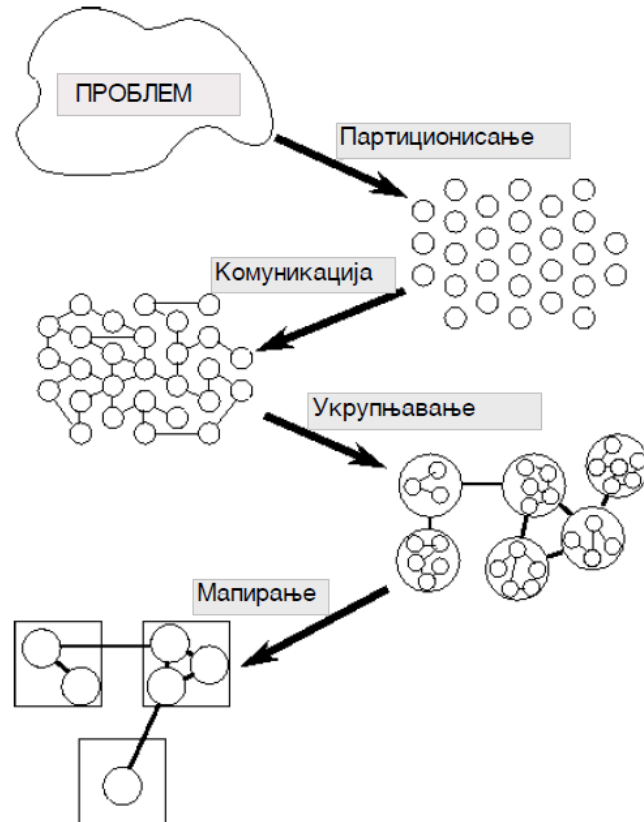 ПРОБЛЕМ
Партиционисање
Комуникација
Укрупњавање
Мапирање